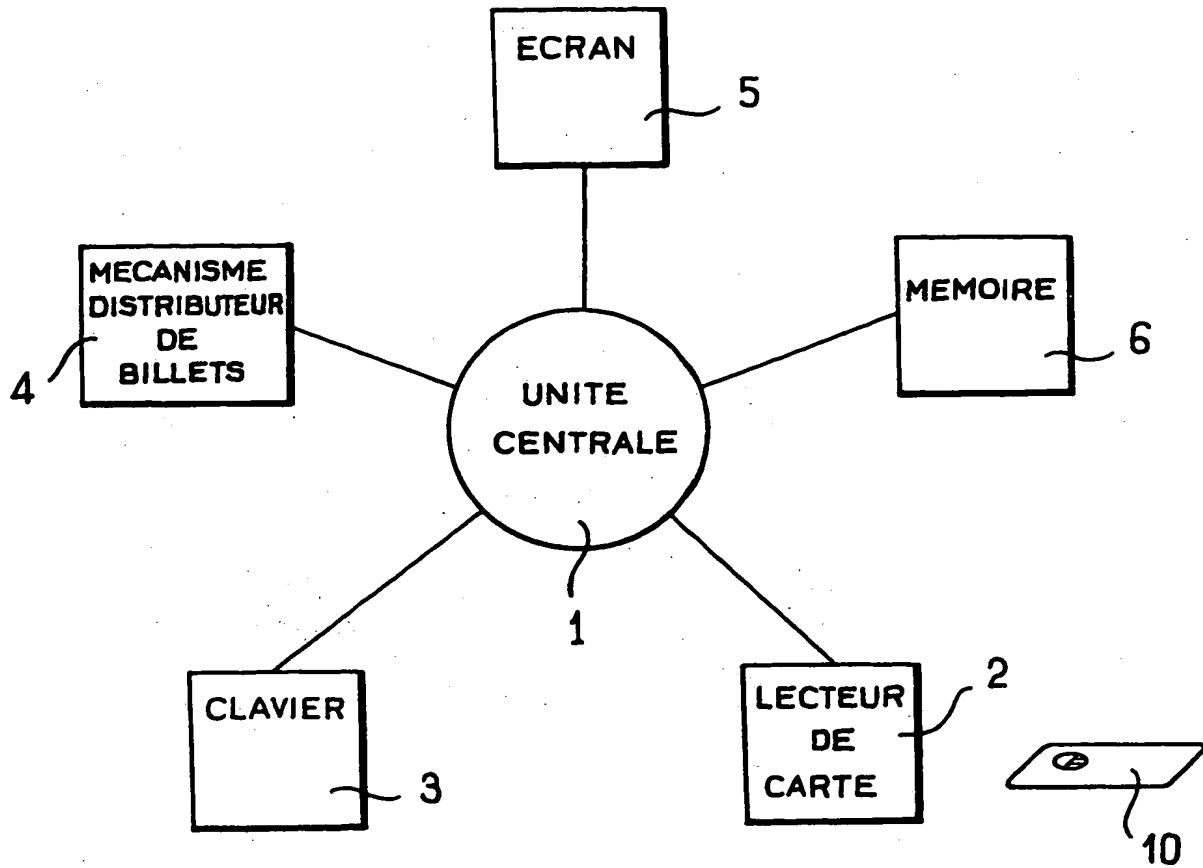 ECRAN
5
MECANISME
DISTRIBUTEUR
DE
BILLETS
4
MEMOIRE
6
UNITE
CENTRALE
1
CLAVIER
3
LECTEUR
DE
CARTE
2
10